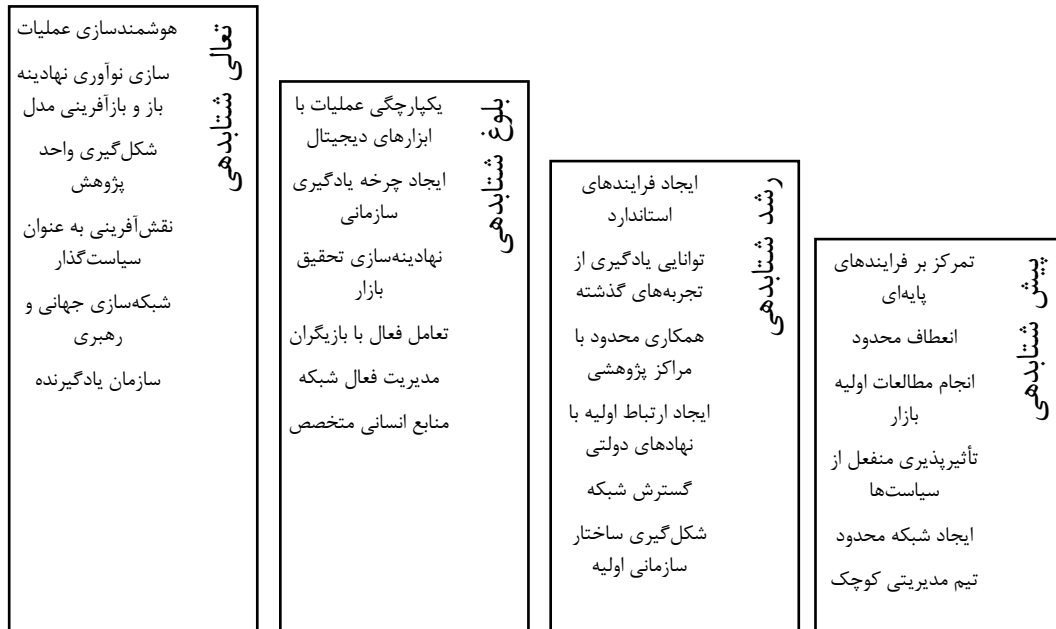 پیش شتابدهی
تمرکز بر فرایندهای
پایه‌ای
انعطاف محدود
انجام مطالعات اولیه
بازار
تأثیرپذیری منفعل از
سیاست‌ها
ایجاد شبکه محدود
تیم مدیریتی کوچک
رشد شتابدهی
ایجاد فرایندهای
استاندارد
توانایی یادگیری از
تجربه‌های گذشته
همکاری محدود با
مراکز پژوهشی
ایجاد ارتباط اولیه با
نهادهای دولتی
گسترش شبکه
شکل‌گیری ساختار
سازمانی اولیه
بلوغ شتابدهی
یکپارچگی عملیات با
ابزارهای دیجیتال
ایجاد چرخه یادگیری
سازمانی
نهادینه‌سازی تحقیق
بازار
تعامل فعال با بازیگران
مدیریت فعال شبکه
منابع انسانی متخصص
تعالی شتابدهی
هوشمندسازی عملیات
سازی نوآوری نهادینه
باز و بازآفرینی مدل
شکل‌گیری واحد
پژوهش
نقش‌آفرینی به عنوان
سیاست‌گذار
شبکه‌سازی جهانی و
رهبری
سازمان یادگیرنده